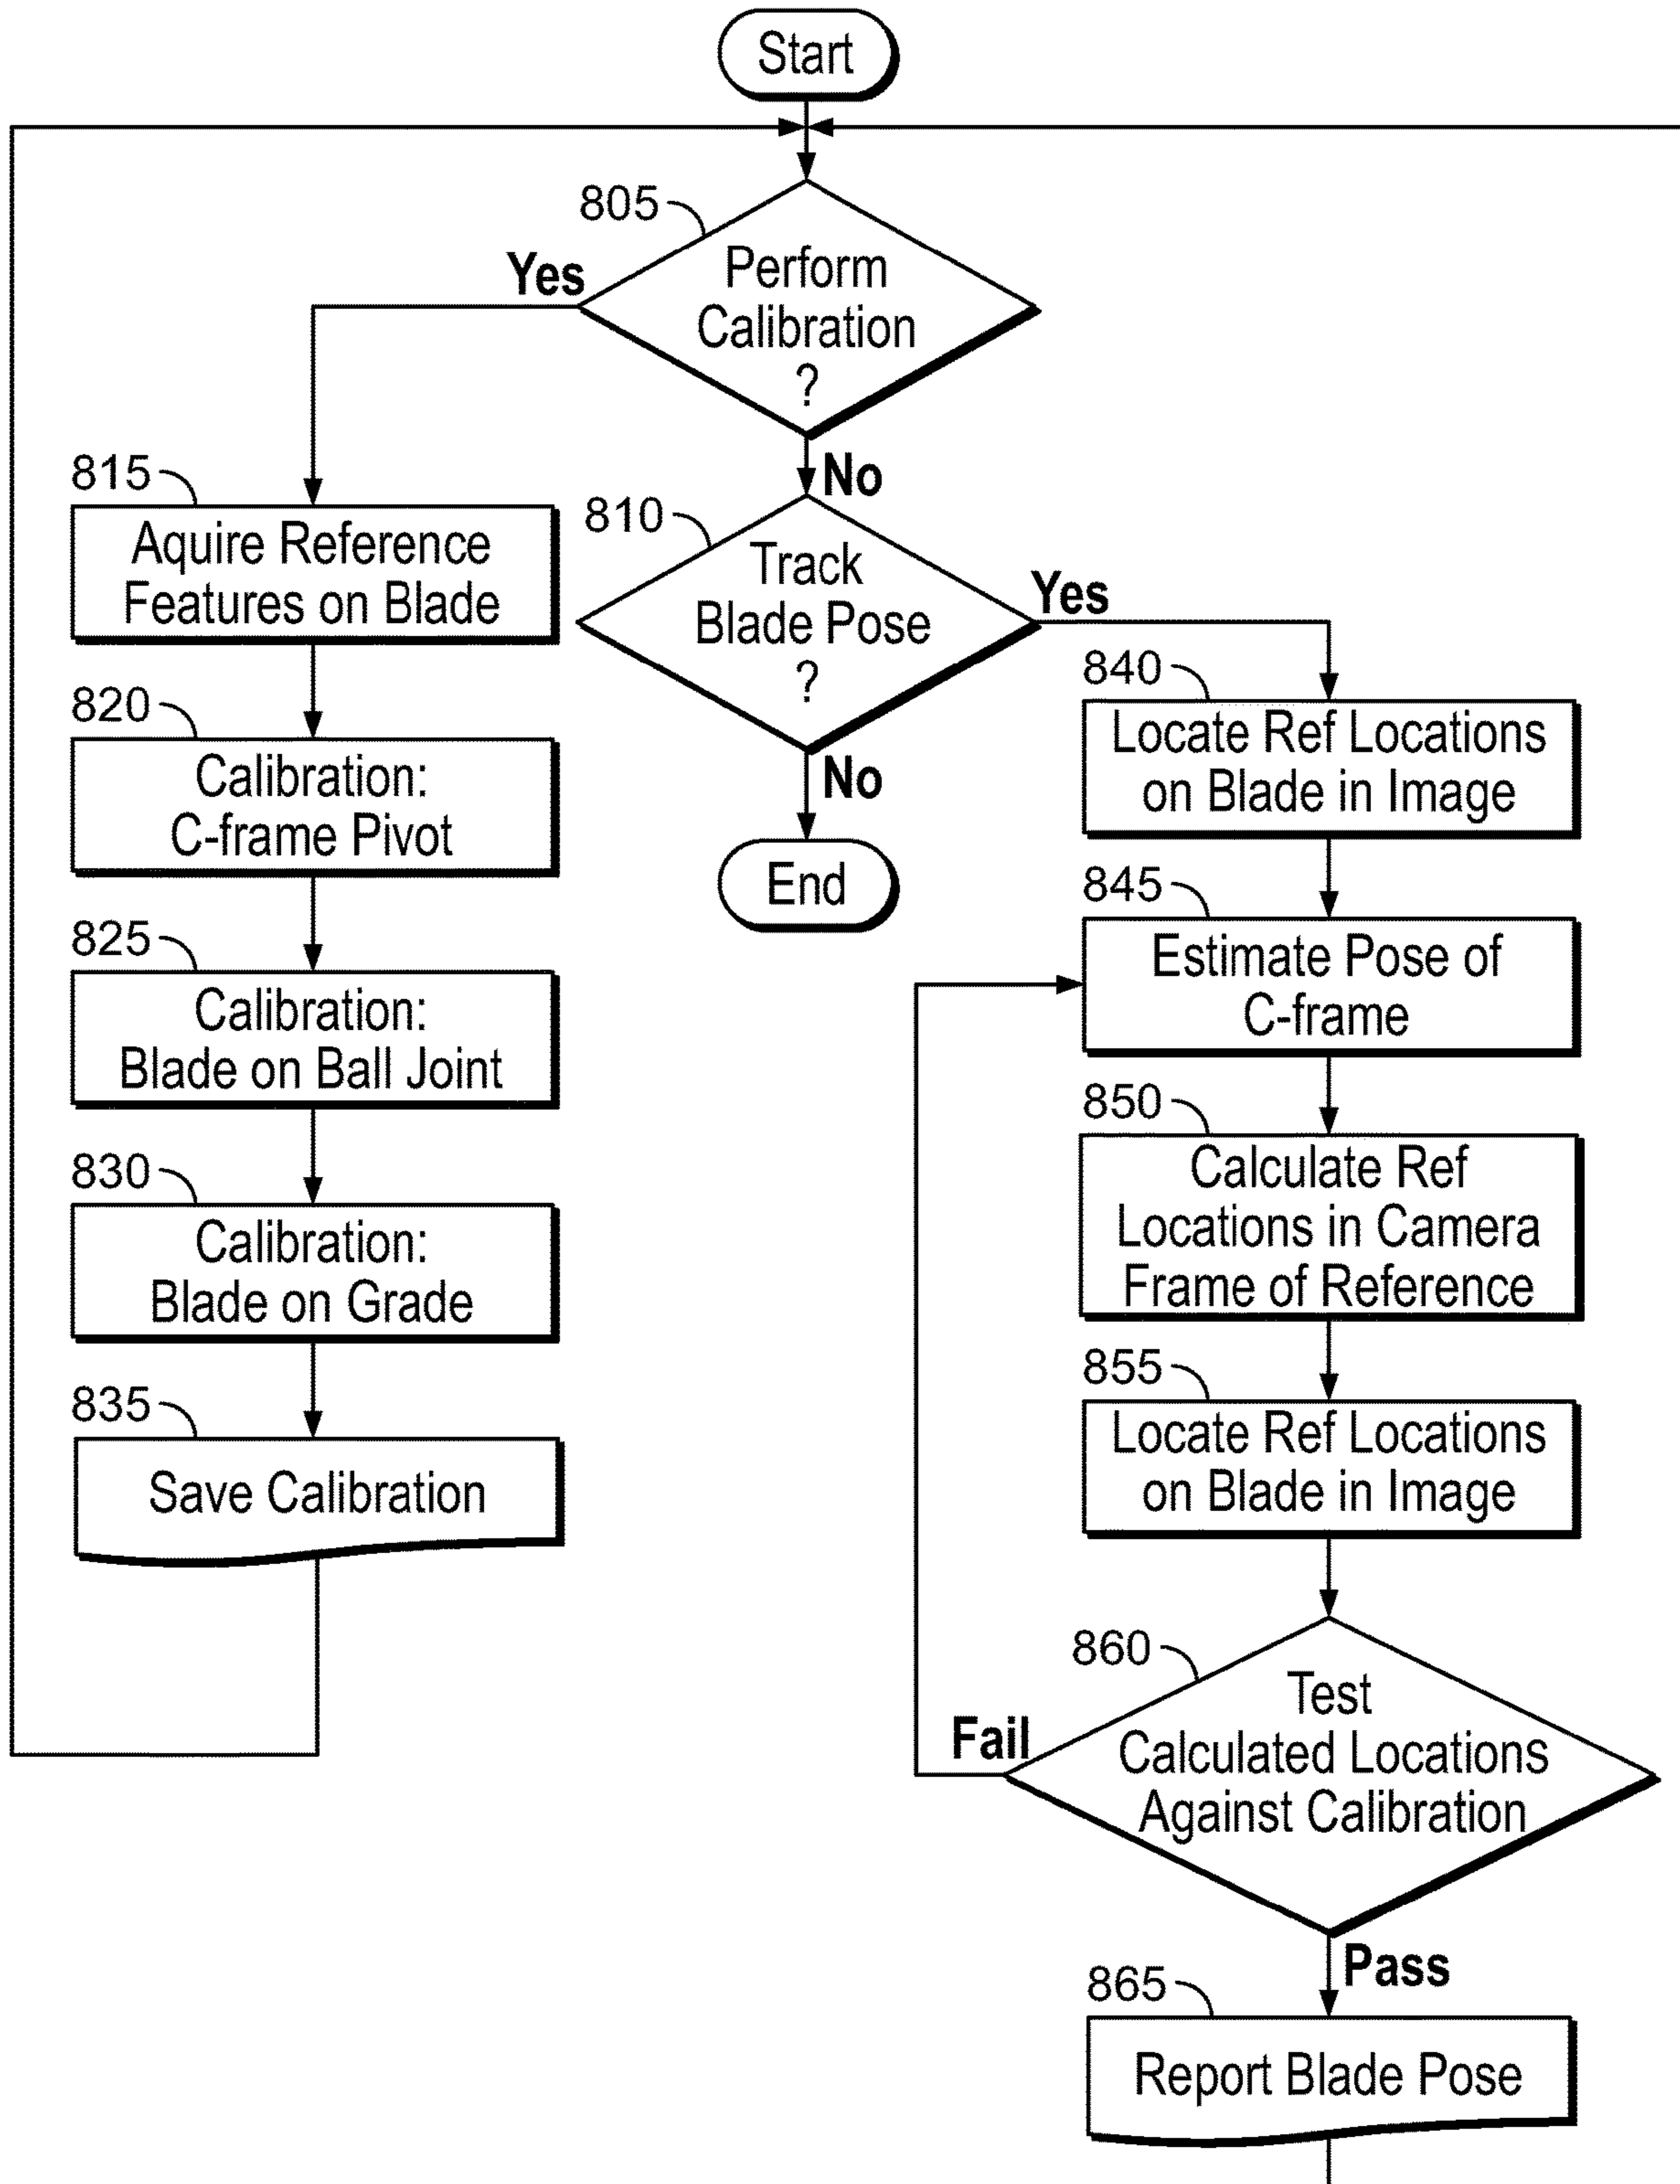 Start
805
Yes
Perform
Calibration
?
No
815
Aquire Reference
Features on Blade
820
Calibration:
C-frame Pivot
825
Calibration:
Blade on Ball Joint
830
Calibration:
Blade on Grade
835
Save Calibration
810
Track
Blade Pose
?
Yes
No
End
840
Locate Ref Locations
on Blade in Image
845
Estimate Pose of
C-frame
850
Calculate Ref
Locations in Camera
Frame of Reference
855
Locate Ref Locations
on Blade in Image
860
Test
Calculated Locations
Against Calibration
Fail
Pass
865
Report Blade Pose